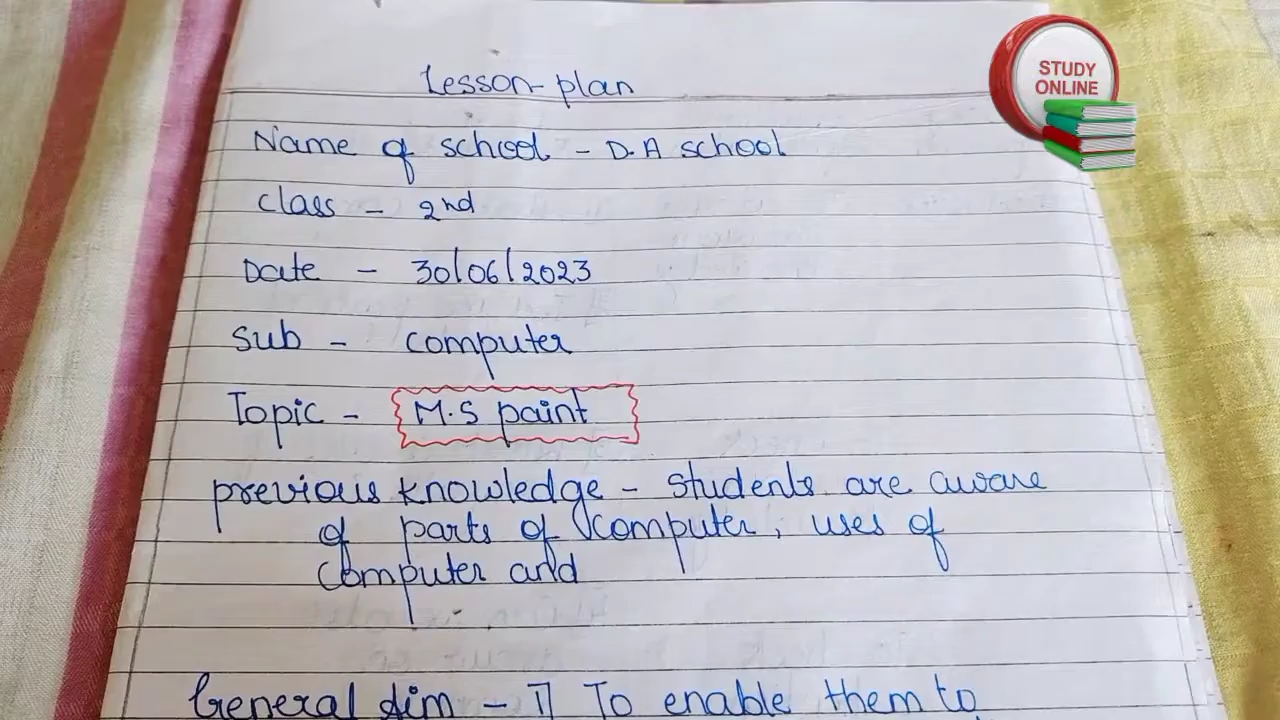 STUDY
ONLINE
Lesson-plan
Name of school - D.A school
class - 2nd
Date - 30/06/2023
Sub - computer
Topic - M.S paint
previous knowledge - students are aware
of parts of computer, uses of
computer and
General Aim - 1] To enable them to